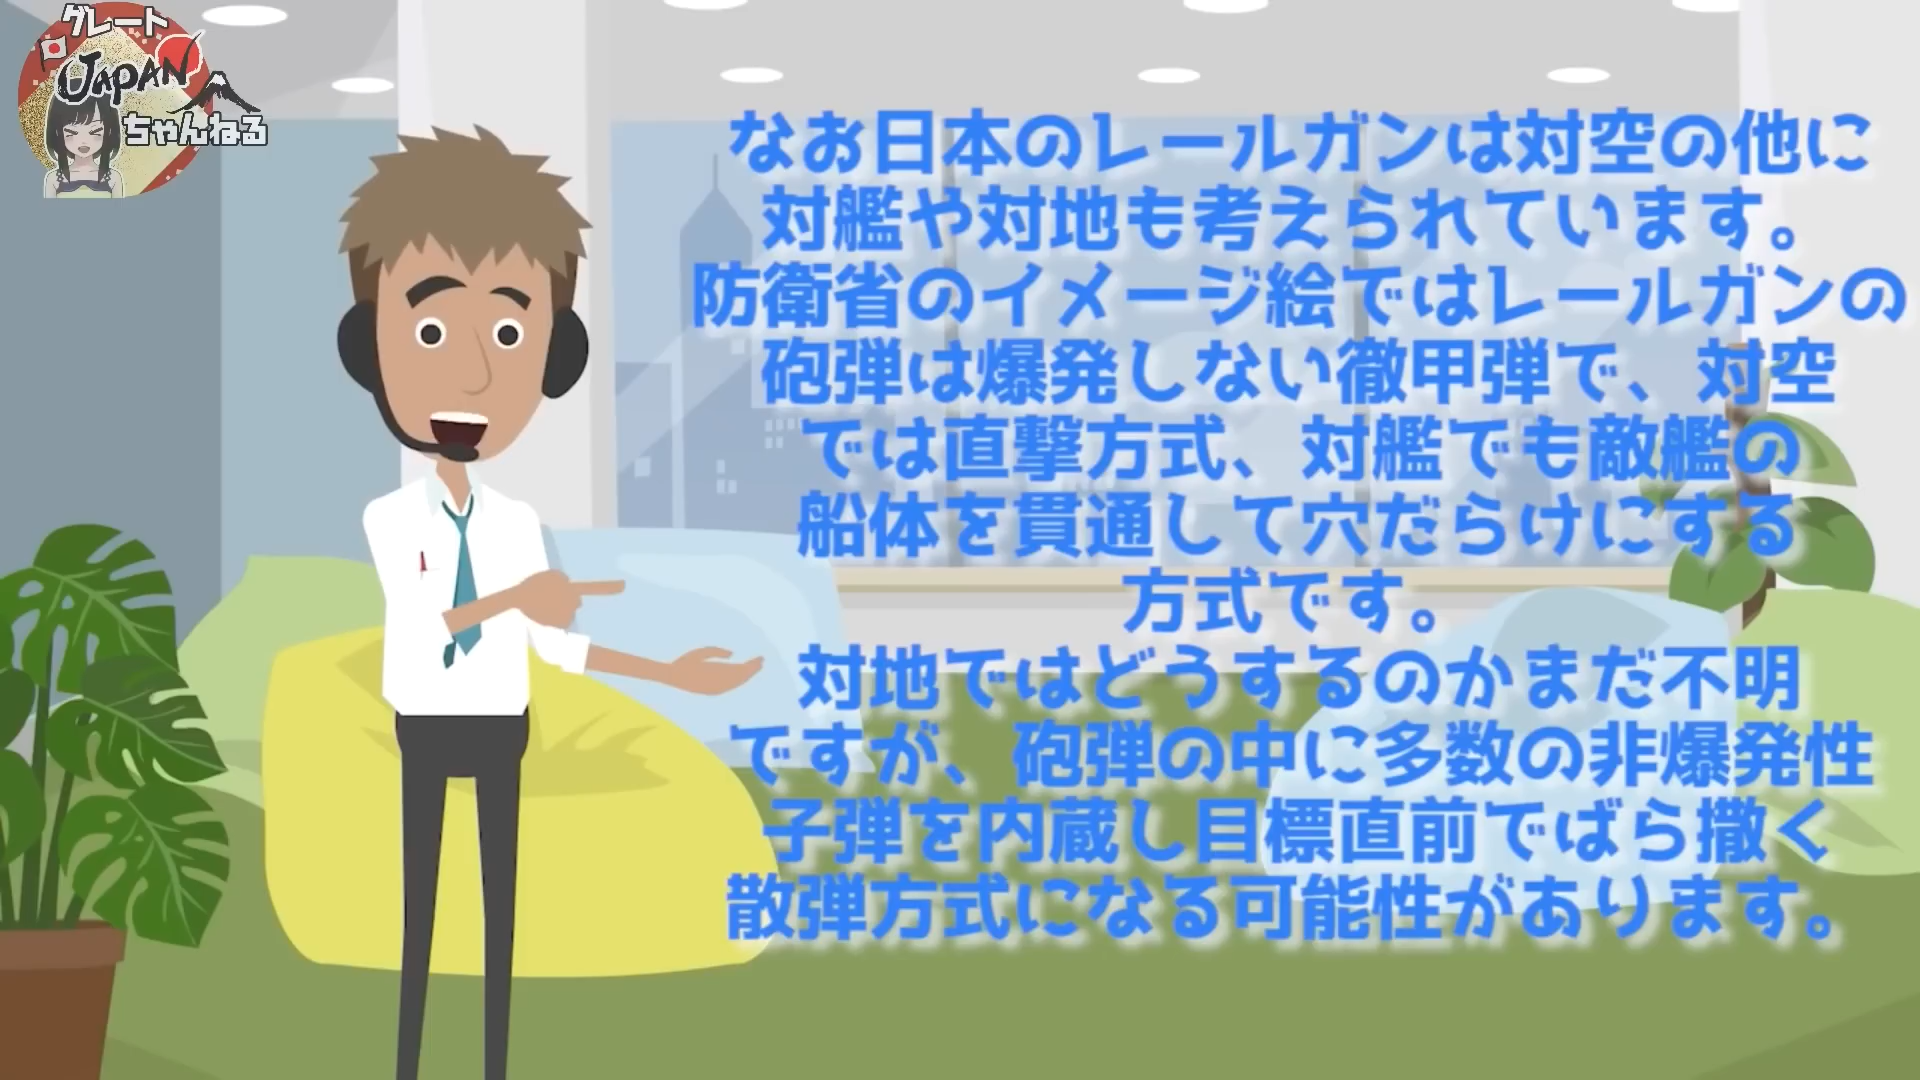 グレート
JAPAN
ちゃんねる
なお日本のレールガンは対空の他に
対艦や対地も考えられています。
防衛省のイメージ絵ではレールガンの
砲弾は爆発しない徹甲弾で、対空
では直撃方式、対艦でも敵艦の
船体を貫通して穴だらけにする
方式です。
対地ではどうするのかまだ不明
ですが、砲弾の中に多数の非爆発性
子弾を内蔵し目標直前でばら撒く
散弾方式になる可能性があります。